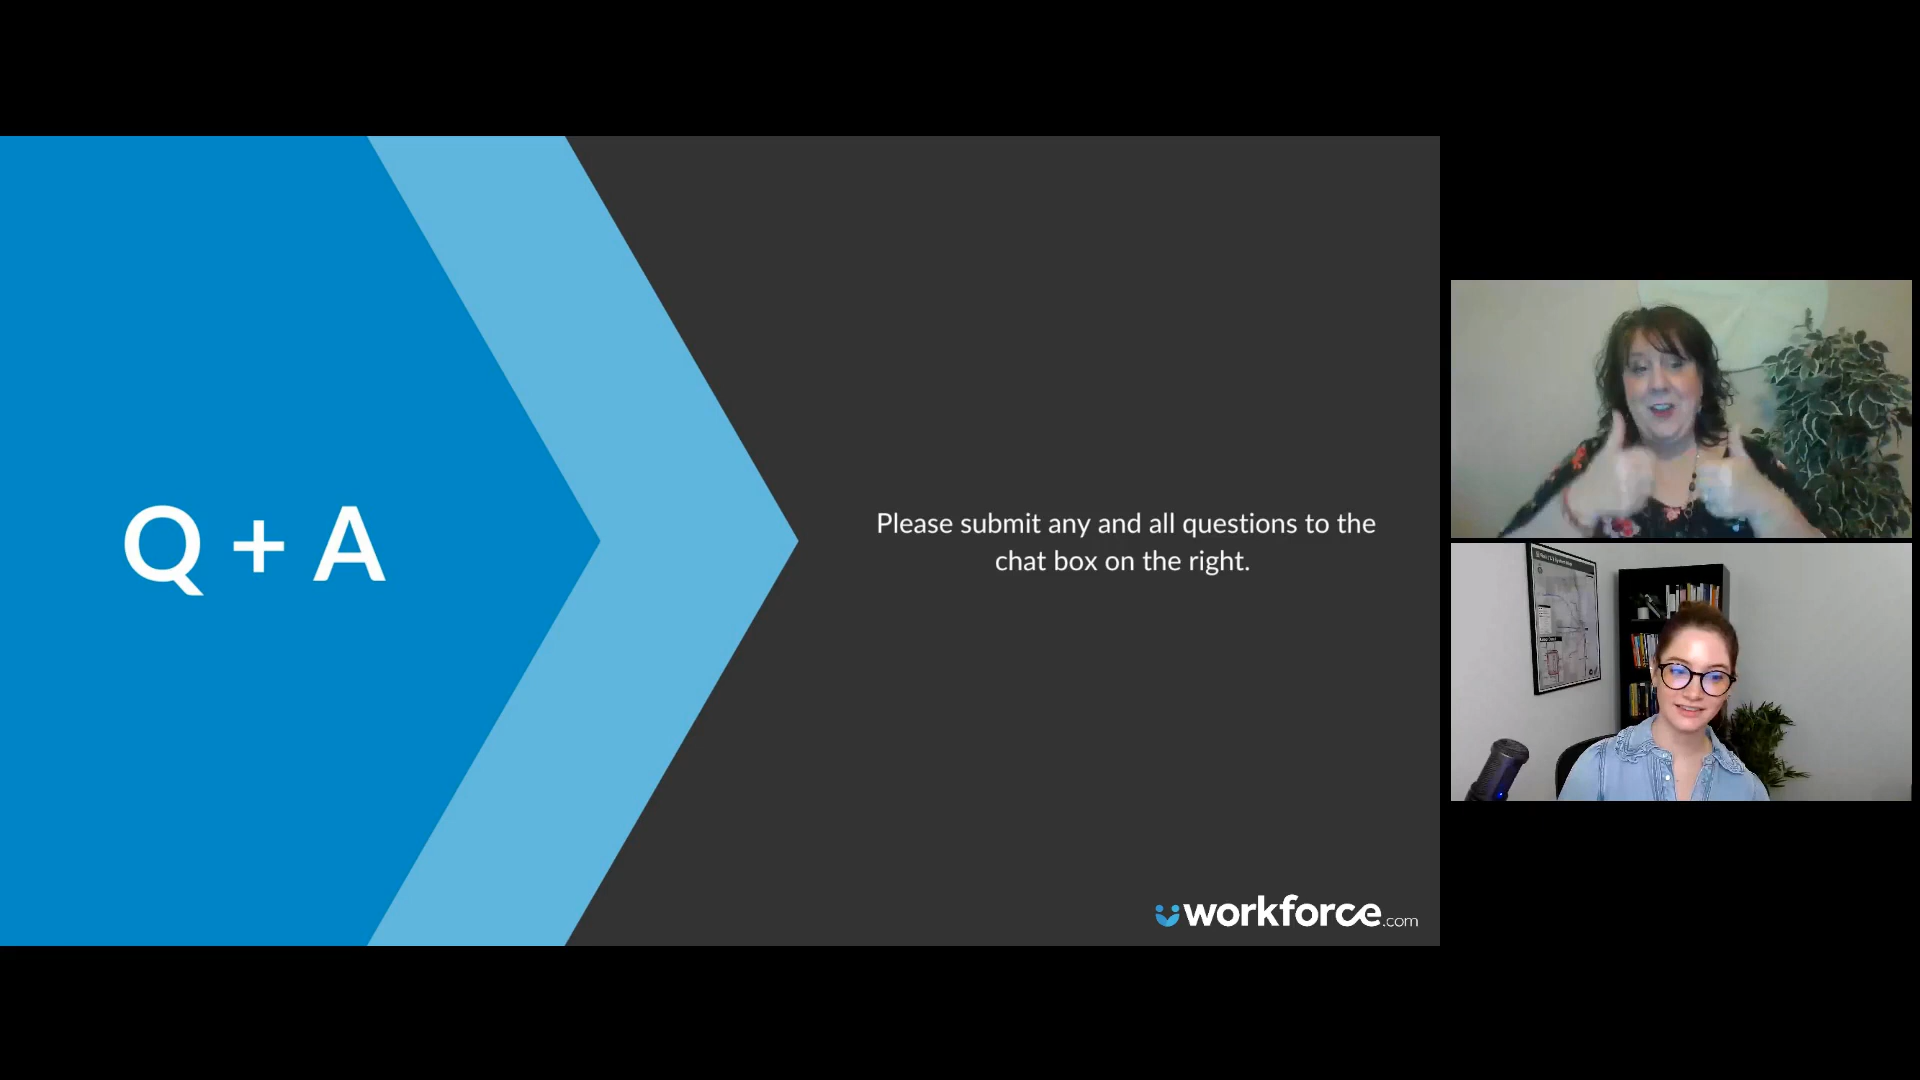 Q + A
Please submit any and all questions to the
chat box on the right.
workforce.com